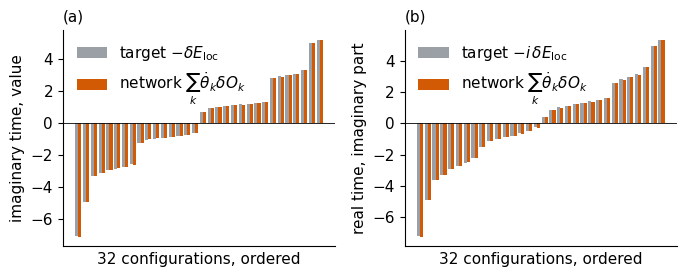 (a)
imaginary time, value
4
2
0
−2
−4
−6
target −δE_loc
network ∑_k θ̇_k δO_k
32 configurations, ordered
(b)
real time, imaginary part
4
2
0
−2
−4
−6
target −i δE_loc
network ∑_k θ̇_k δO_k
32 configurations, ordered